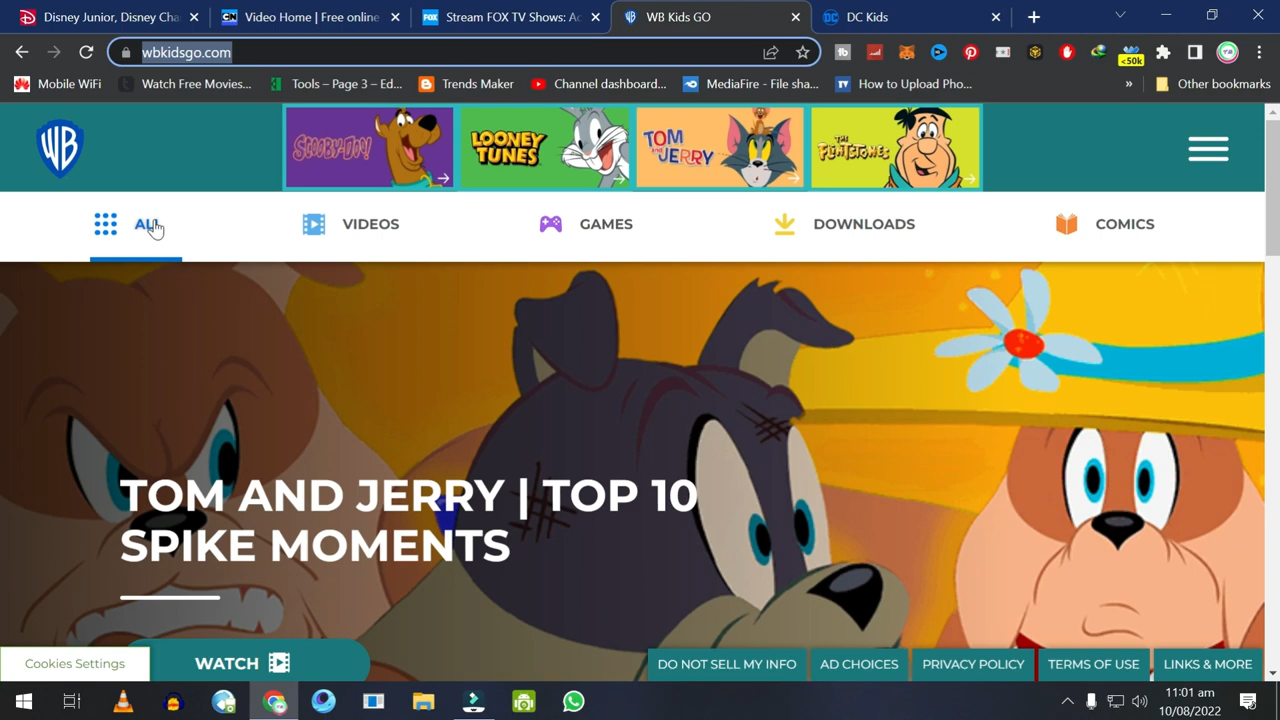 Disney Junior, Disney Cha
Video Home | Free online
Stream FOX TV Shows: Ac
WB Kids GO
DC Kids
wbkidsgo.com
<50k
Mobile WiFi
Watch Free Movies...
Tools – Page 3 – Ed...
Trends Maker
Channel dashboard...
MediaFire - File sha...
How to Upload Pho...
»
Other bookmarks
WB
SCOOBY-DOO!
LOONEY TUNES
TOM AND JERRY
THE FLINTSTONES
ALL
VIDEOS
GAMES
DOWNLOADS
COMICS
TOM AND JERRY | TOP 10
SPIKE MOMENTS
Cookies Settings
WATCH
DO NOT SELL MY INFO
AD CHOICES
PRIVACY POLICY
TERMS OF USE
LINKS & MORE
11:01 am
10/08/2022